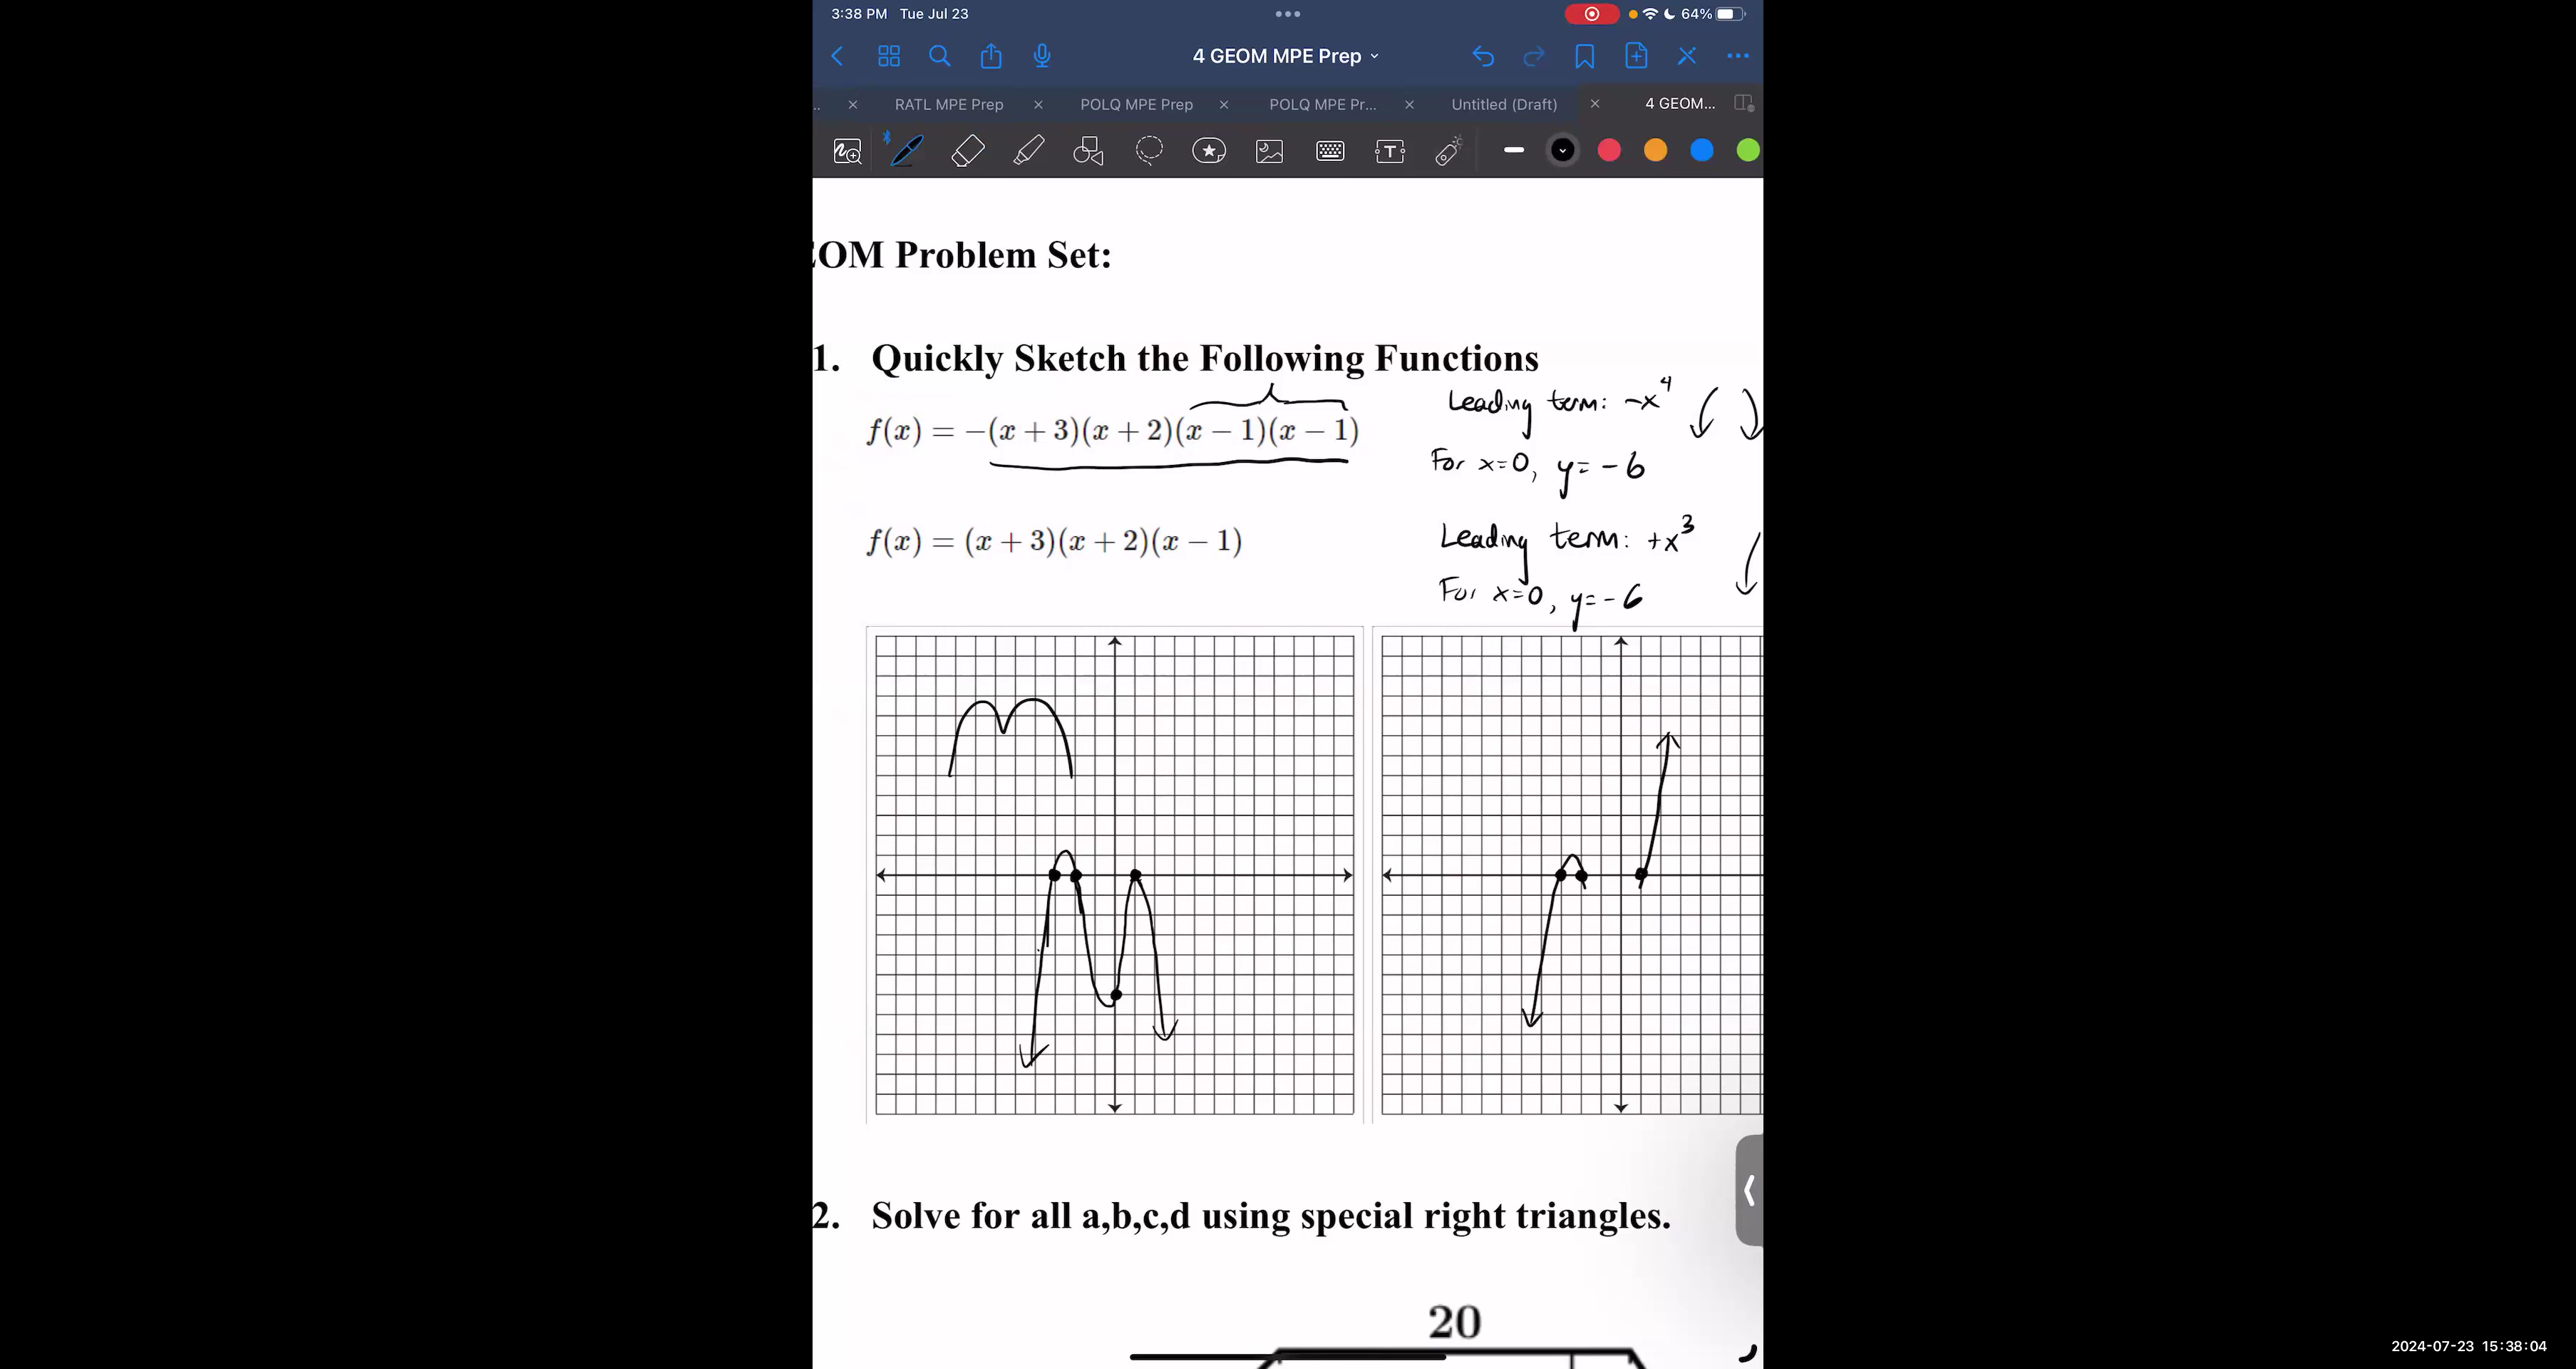 3:38 PM Tue Jul 23
64%
4 GEOM MPE Prep
RATL MPE Prep
POLQ MPE Prep
POLQ MPE Pr...
Untitled (Draft)
4 GEOM...
EOM Problem Set:
1. Quickly Sketch the Following Functions
f(x) = −(x + 3)(x + 2)(x − 1)(x − 1)
Leading term: -x⁴
For x=0, y=-6
f(x) = (x + 3)(x + 2)(x − 1)
Leading term: +x³
For x=0, y=-6
2. Solve for all a,b,c,d using special right triangles.
20
2024-07-23 15:38:04